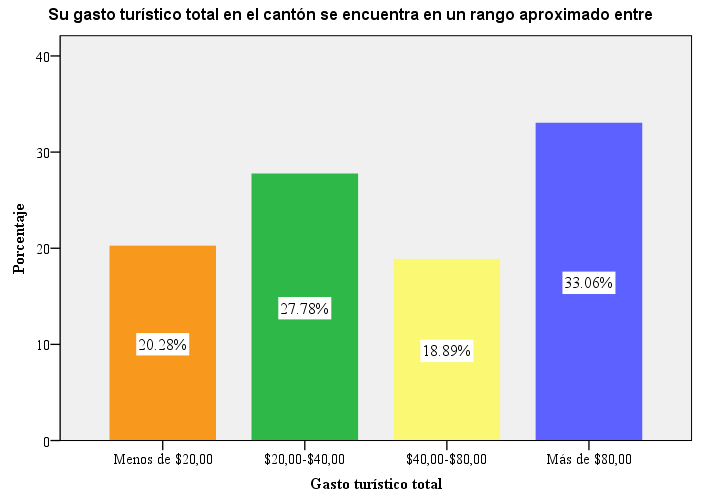 Su gasto turístico total en el cantón se encuentra en un rango aproximado entre
Porcentaje
40
30
20
10
0
20.28%
27.78%
18.89%
33.06%
Menos de $20,00
$20,00-$40,00
$40,00-$80,00
Más de $80,00
Gasto turístico total